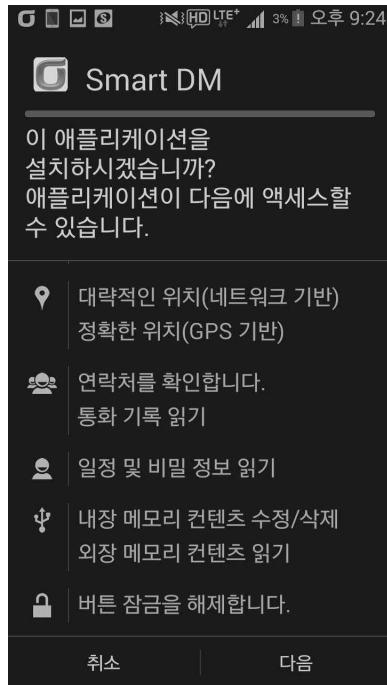 HD LTE+ 3% 오후 9:24
Smart DM
이 애플리케이션을
설치하시겠습니까?
애플리케이션이 다음에 액세스할
수 있습니다.
대략적인 위치(네트워크 기반)
정확한 위치(GPS 기반)
연락처를 확인합니다.
통화 기록 읽기
일정 및 비밀 정보 읽기
내장 메모리 컨텐츠 수정/삭제
외장 메모리 컨텐츠 읽기
버튼 잠금을 해제합니다.
취소 다음